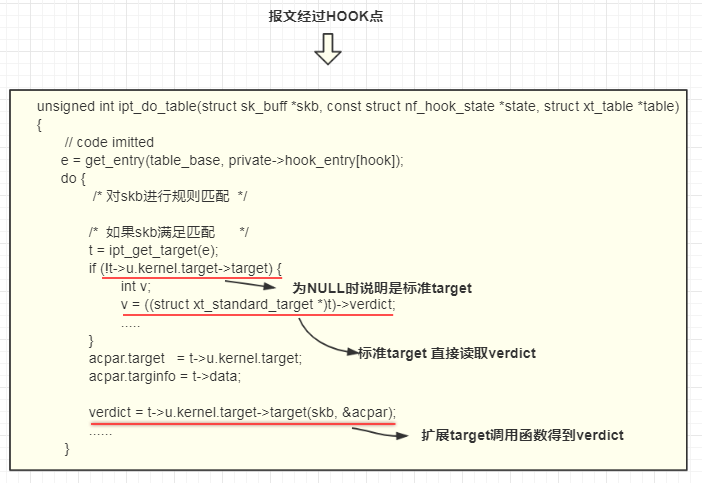 报文经过HOOK点
unsigned int ipt_do_table(struct sk_buff *skb, const struct nf_hook_state *state, struct xt_table *table)
{
// code imitted
e = get_entry(table_base, private->hook_entry[hook]);
do {
/* 对skb进行规则匹配 */
/* 如果skb满足匹配 */
t = ipt_get_target(e);
if (!t->u.kernel.target->target) {
int v;
为NULL时说明是标准target
v = ((struct xt_standard_target *)t)->verdict;
.....
}
标准target 直接读取verdict
acpar.target = t->u.kernel.target;
acpar.targinfo = t->data;
verdict = t->u.kernel.target->target(skb, &acpar);
......
扩展target调用函数得到verdict
}